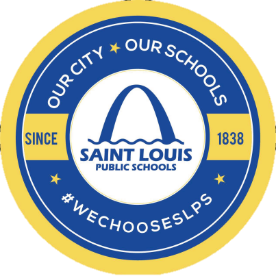 OUR CITY ★ OUR SCHOOLS
SINCE 1838
SAINT LOUIS
PUBLIC SCHOOLS
#WECHOOSESLPS